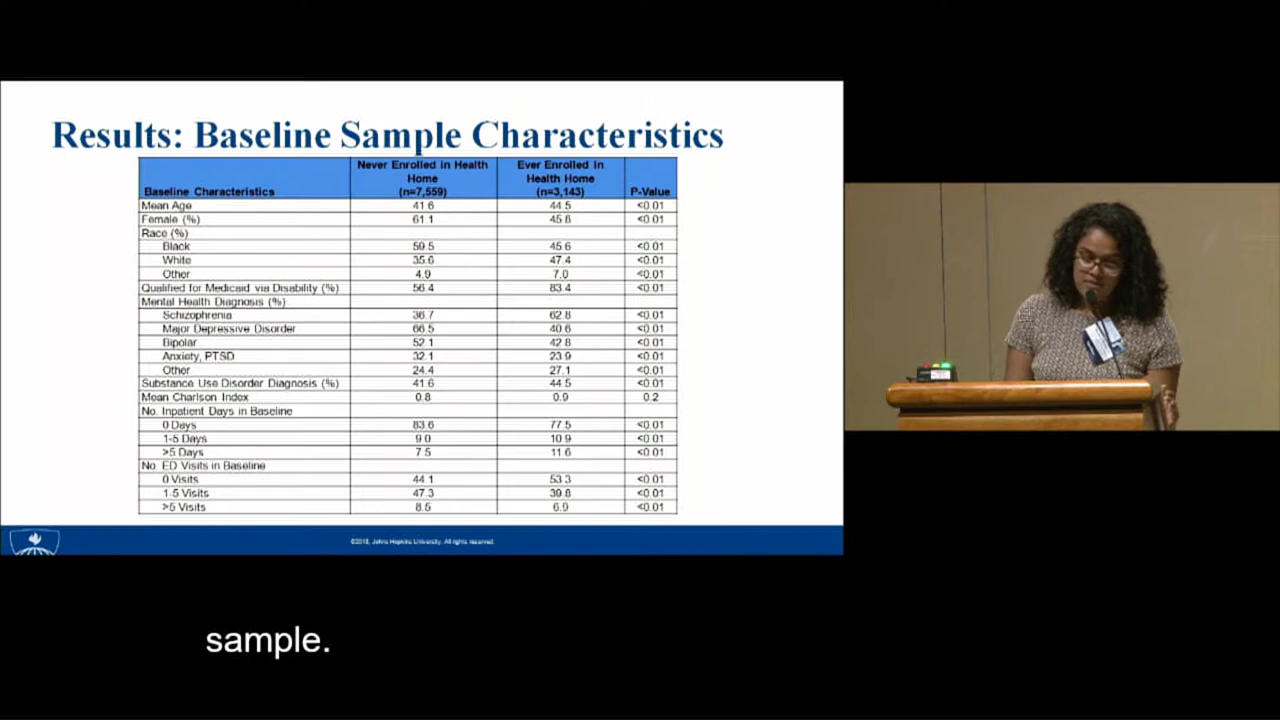 Results: Baseline Sample Characteristics
Baseline Characteristics Never Enrolled in Health Home (n=7,559) Ever Enrolled in Health Home (n=3,143) P-Value
Mean Age 41.6 44.5 <0.01
Female (%) 61.1 45.8 <0.01
Race (%)
Black 59.5 45.6 <0.01
White 35.6 47.4 <0.01
Other 4.9 7.0 <0.01
Qualified for Medicaid via Disability (%) 56.4 83.4 <0.01
Mental Health Diagnosis (%)
Schizophrenia 36.7 62.8 <0.01
Major Depressive Disorder 66.5 40.6 <0.01
Bipolar 52.1 42.8 <0.01
Anxiety, PTSD 32.1 23.9 <0.01
Other 24.4 27.1 <0.01
Substance Use Disorder Diagnosis (%) 41.6 44.5 <0.01
Mean Charlson Index 0.8 0.9 0.2
No. Inpatient Days in Baseline
0 Days 83.6 77.5 <0.01
1-5 Days 9.0 10.9 <0.01
>5 Days 7.5 11.6 <0.01
No. ED Visits in Baseline
0 Visits 44.1 53.3 <0.01
1-5 Visits 47.3 39.8 <0.01
>5 Visits 8.5 6.9 <0.01
©2018, Johns Hopkins University. All rights reserved.
sample.